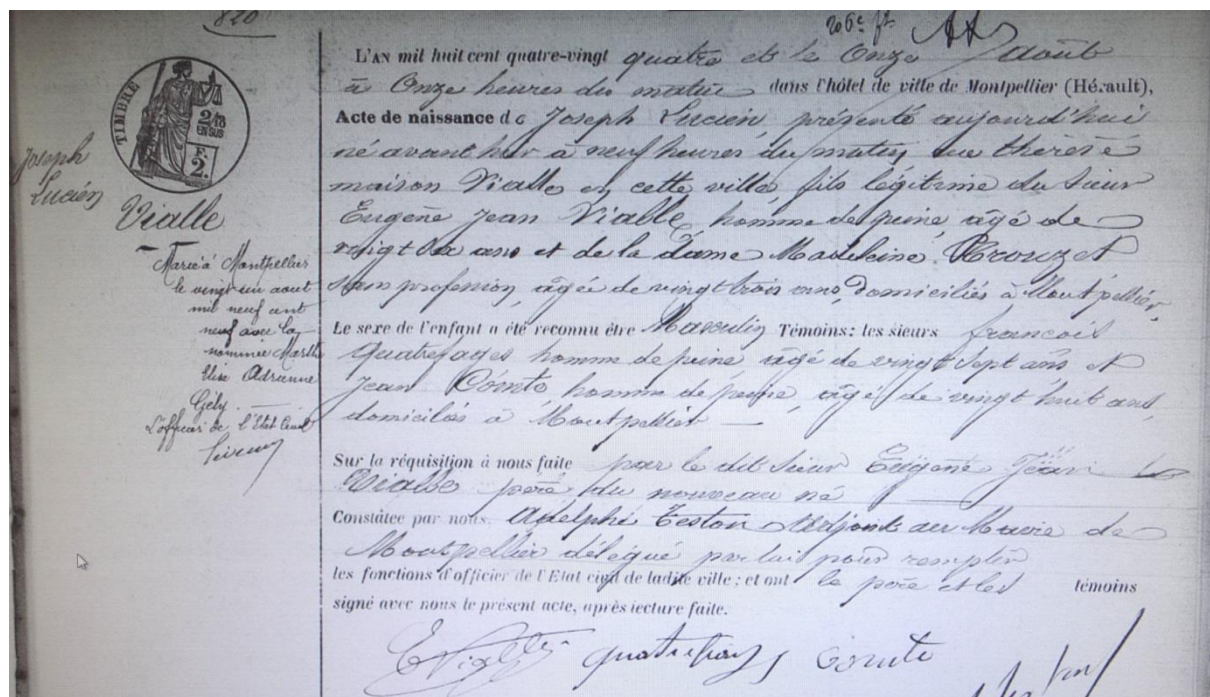 820
L'AN mil huit cent quatre-vingt quatre et le Onze août
à Onze heures du matin dans l'hôtel de ville de Montpellier (Hérault),
Acte de naissance de Joseph Lucien, présenté aujourd'hui
né avant hier à neuf heures du matin, rue thérèse
maison Vialle en cette ville, fils légitime du Sieur
Eugène Jean Vialle, homme de peine, âgé de
vingt six ans et de la dame Madeleine Crouzet
sans profession, âgée de vingt trois ans, domiciliés à Montpellier,
Le sexe de l'enfant a été reconnu être Masculin Témoins: les sieurs françois
Quatrefages homme de peine âgé de vingt sept ans et
Jean Comte, homme de peine, âgé de vingt huit ans,
domiciliés à Montpellier —
Sur la réquisition à nous faite par le dit Sieur Eugène Jean
Vialle père du nouveau né
Constatée par nous. Adelphe Teston Adjoint au Maire de
Montpellier délégué par lui pour remplir
les fonctions d'officier de l'Etat civil de ladite ville; et ont le père et les témoins
signé avec nous le présent acte, après lecture faite.
E Vialle quatrefages Comte
TIMBRE
2/10
EN SUS
F.
2.
Joseph
Lucien
Vialle
Marié à Montpellier
le vingt un aout
mil neuf cent
neuf avec la
nommée Marthe
Elise Adrienne
Gély.
L'officier de l'Etat Civil